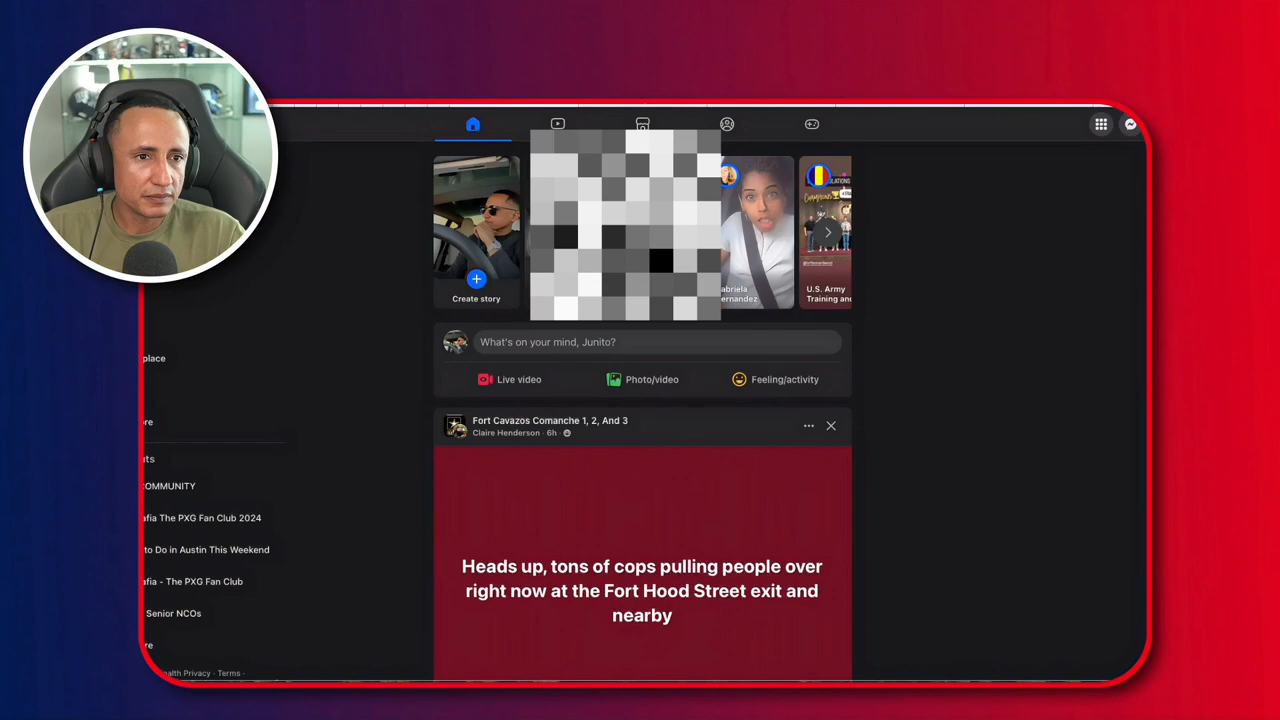 Create story
abriela
ernandez
U.S. Army
Training and
What's on your mind, Junito?
Live video
Photo/video
Feeling/activity
place
ore
uts
COMMUNITY
afia The PXG Fan Club 2024
to Do in Austin This Weekend
afia - The PXG Fan Club
Senior NCOs
re
ealth Privacy · Terms ·
Fort Cavazos Comanche 1, 2, And 3
Claire Henderson · 6h ·
Heads up, tons of cops pulling people over
right now at the Fort Hood Street exit and
nearby